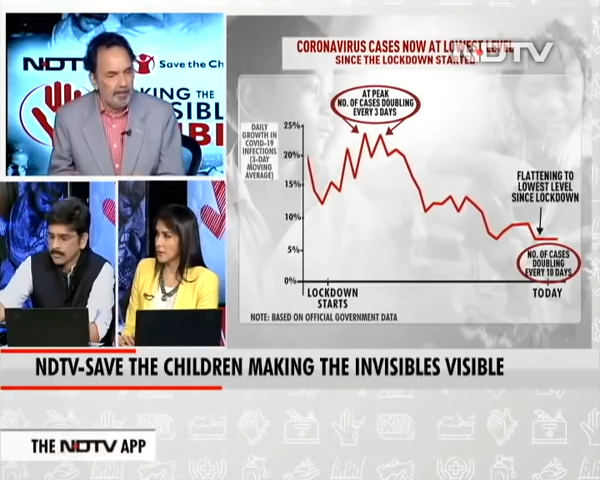 NDTV
Save the Ch
MAKING THE
CORONAVIRUS CASES NOW AT LOWEST LEVEL
SINCE THE LOCKDOWN STARTED
NDTV
AT PEAK
NO. OF CASES DOUBLING
EVERY 3 DAYS
DAILY
GROWTH IN
COVID-19
INFECTIONS
(3-DAY
MOVING
AVERAGE)
25%
20%
15%
10%
5%
0%
FLATTENING TO
LOWEST LEVEL
SINCE LOCKDOWN
NO. OF CASES
DOUBLING
EVERY 10 DAYS
LOCKDOWN
STARTS
TODAY
NOTE: BASED ON OFFICIAL GOVERNMENT DATA
NDTV-SAVE THE CHILDREN MAKING THE INVISIBLES VISIBLE
THE NDTV APP